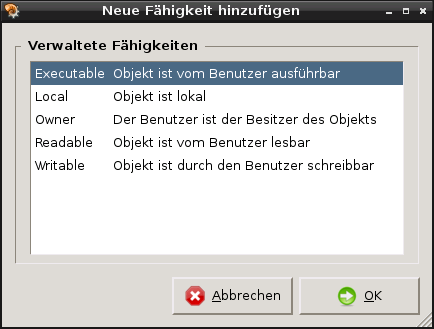 Neue Fähigkeit hinzufügen
Verwaltete Fähigkeiten
Executable Objekt ist vom Benutzer ausführbar
Local Objekt ist lokal
Owner Der Benutzer ist der Besitzer des Objekts
Readable Objekt ist vom Benutzer lesbar
Writable Objekt ist durch den Benutzer schreibbar
Abbrechen OK